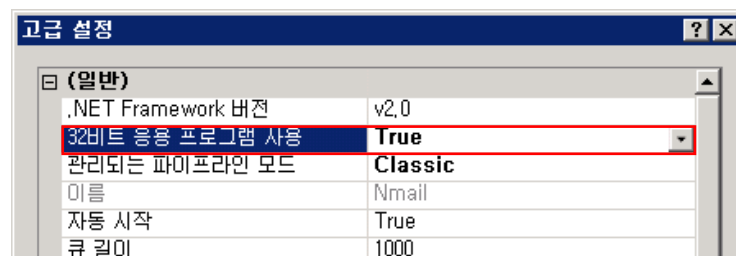 고급 설정
(일반)
.NET Framework 버전 v2.0
32비트 응용 프로그램 사용 True
관리되는 파이프라인 모드 Classic
이름 Nmail
자동 시작 True
큐 길이 1000